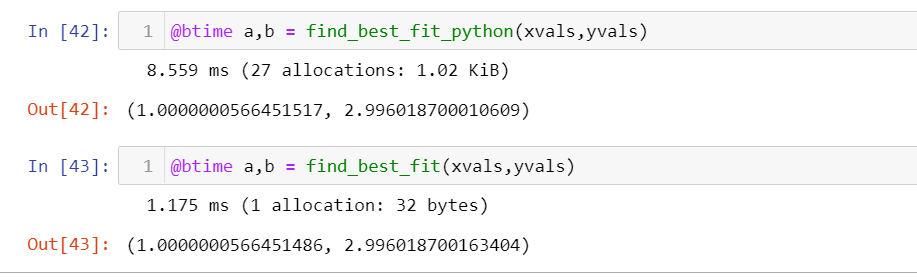 In [42]: 1 @btime a,b = find_best_fit_python(xvals,yvals)
8.559 ms (27 allocations: 1.02 KiB)
Out[42]: (1.0000000566451517, 2.996018700010609)
In [43]: 1 @btime a,b = find_best_fit(xvals,yvals)
1.175 ms (1 allocation: 32 bytes)
Out[43]: (1.0000000566451486, 2.996018700163404)